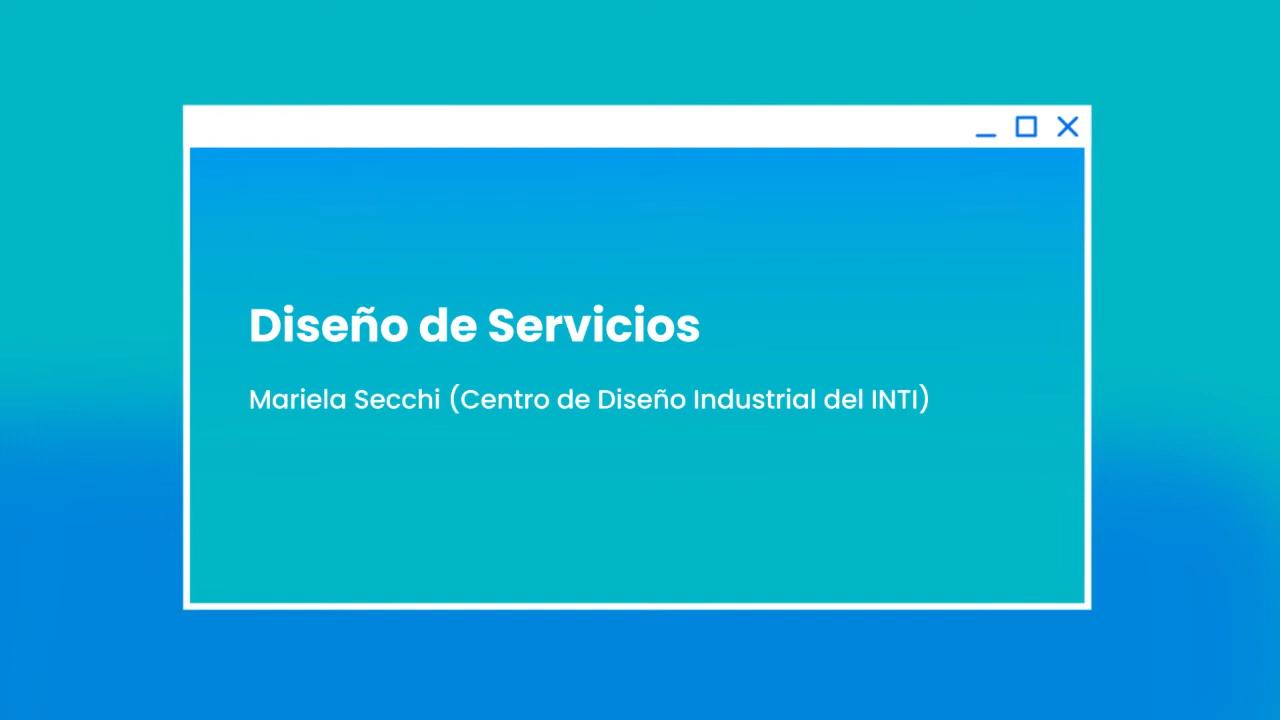 Diseño de Servicios
Mariela Secchi (Centro de Diseño Industrial del INTI)